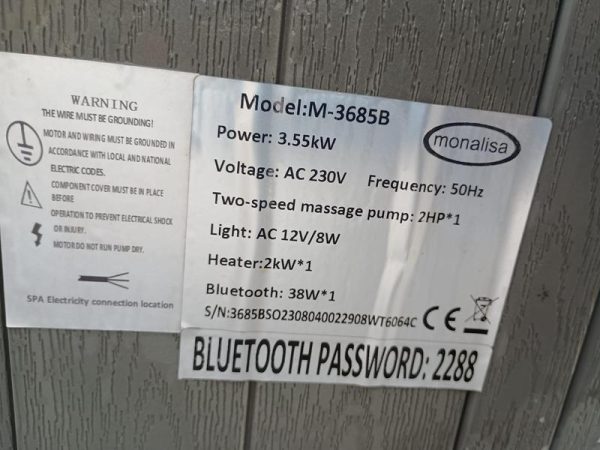 WARNING
THE WIRE MUST BE GROUNDING!
MOTOR AND WIRING MUST BE GROUNDED IN
ACCORDANCE WITH LOCAL AND NATIONAL
ELECTRIC CODES.
COMPONENT COVER MUST BE IN PLACE
BEFORE
OPERATION TO PREVENT ELECTRICAL SHOCK
OR INJURY.
MOTOR DO NOT RUN PUMP DRY.
SPA Electricity connection location
Model:M-3685B
monalisa
Power: 3.55kW
Voltage: AC 230V Frequency: 50Hz
Two-speed massage pump: 2HP*1
Light: AC 12V/8W
Heater:2kW*1
Bluetooth: 38W*1
S/N:3685BSO2308040022908WT6064C CE
BLUETOOTH PASSWORD: 2288